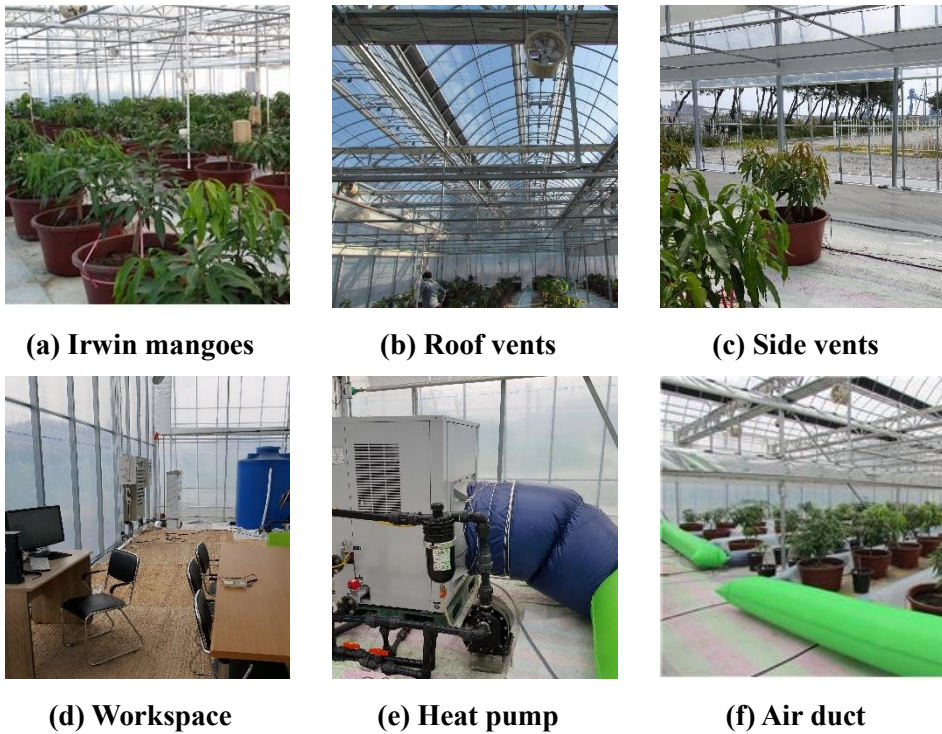 (a) Irwin mangoes
(b) Roof vents
(c) Side vents
(d) Workspace
(e) Heat pump
(f) Air duct